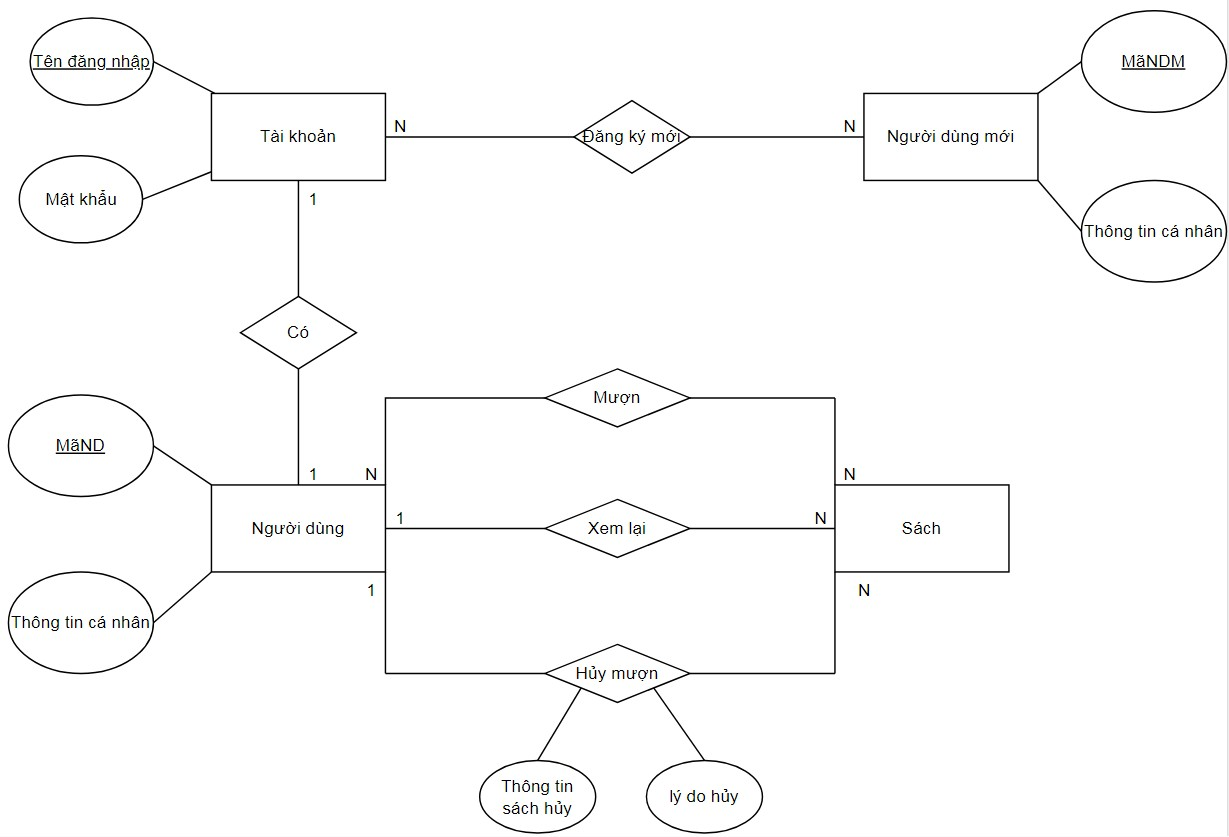 Tên đăng nhập
MãNDM
Tài khoản
N
Đăng ký mới
N
Người dùng mới
Mật khẩu
1
Thông tin cá nhân
Có
Mượn
MãND
1
N
N
Người dùng
1
Xem lại
N
Sách
1
N
Thông tin cá nhân
Hủy mượn
Thông tin
sách hủy
lý do hủy